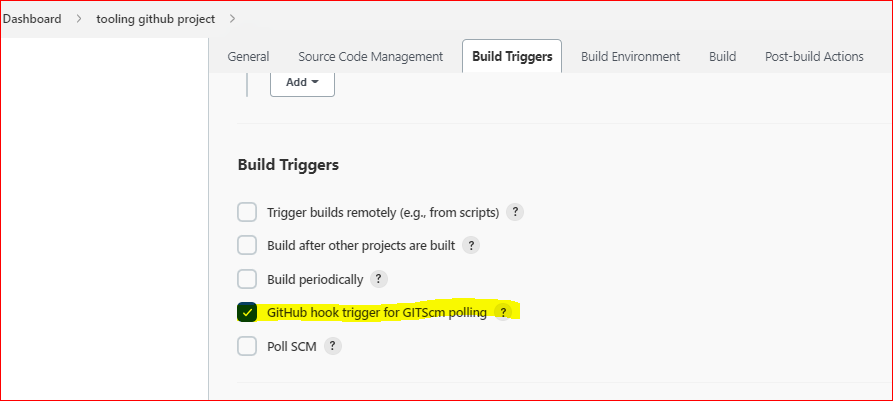 Dashboard > tooling github project >
General Source Code Management Build Triggers Build Environment Build Post-build Actions
Add
Build Triggers
Trigger builds remotely (e.g., from scripts) ?
Build after other projects are built ?
Build periodically ?
GitHub hook trigger for GITScm polling ?
Poll SCM ?